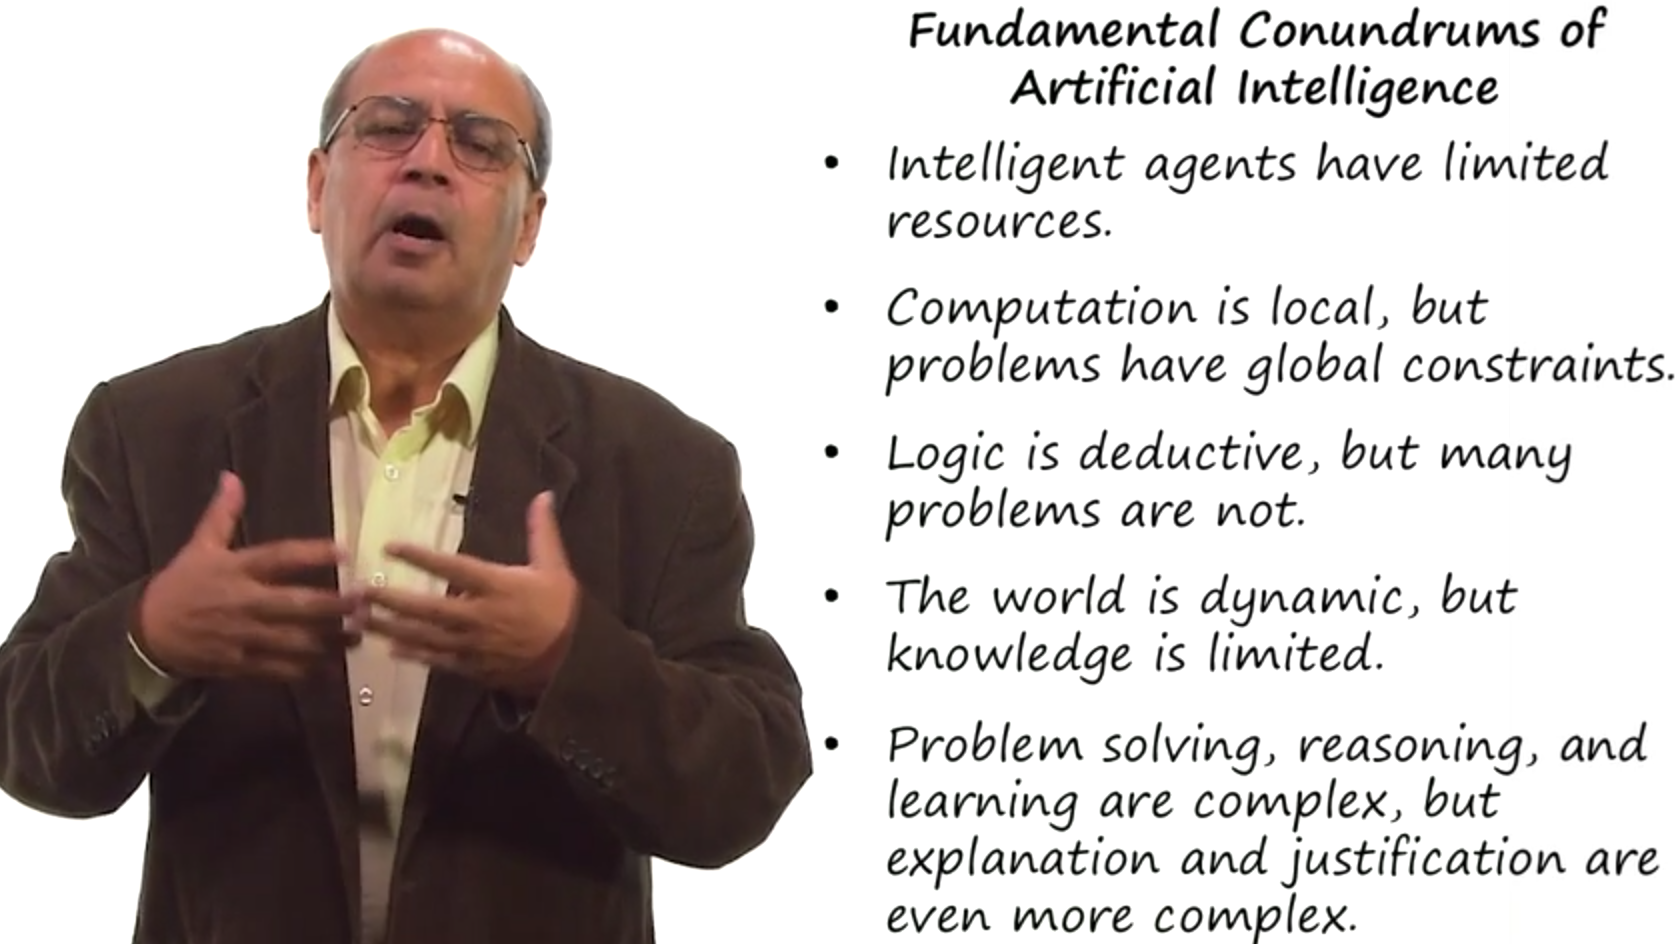 Fundamental Conundrums of
Artificial Intelligence
• Intelligent agents have limited
resources.
• Computation is local, but
problems have global constraints.
• Logic is deductive, but many
problems are not.
• The world is dynamic, but
knowledge is limited.
• Problem solving, reasoning, and
learning are complex, but
explanation and justification are
even more complex.